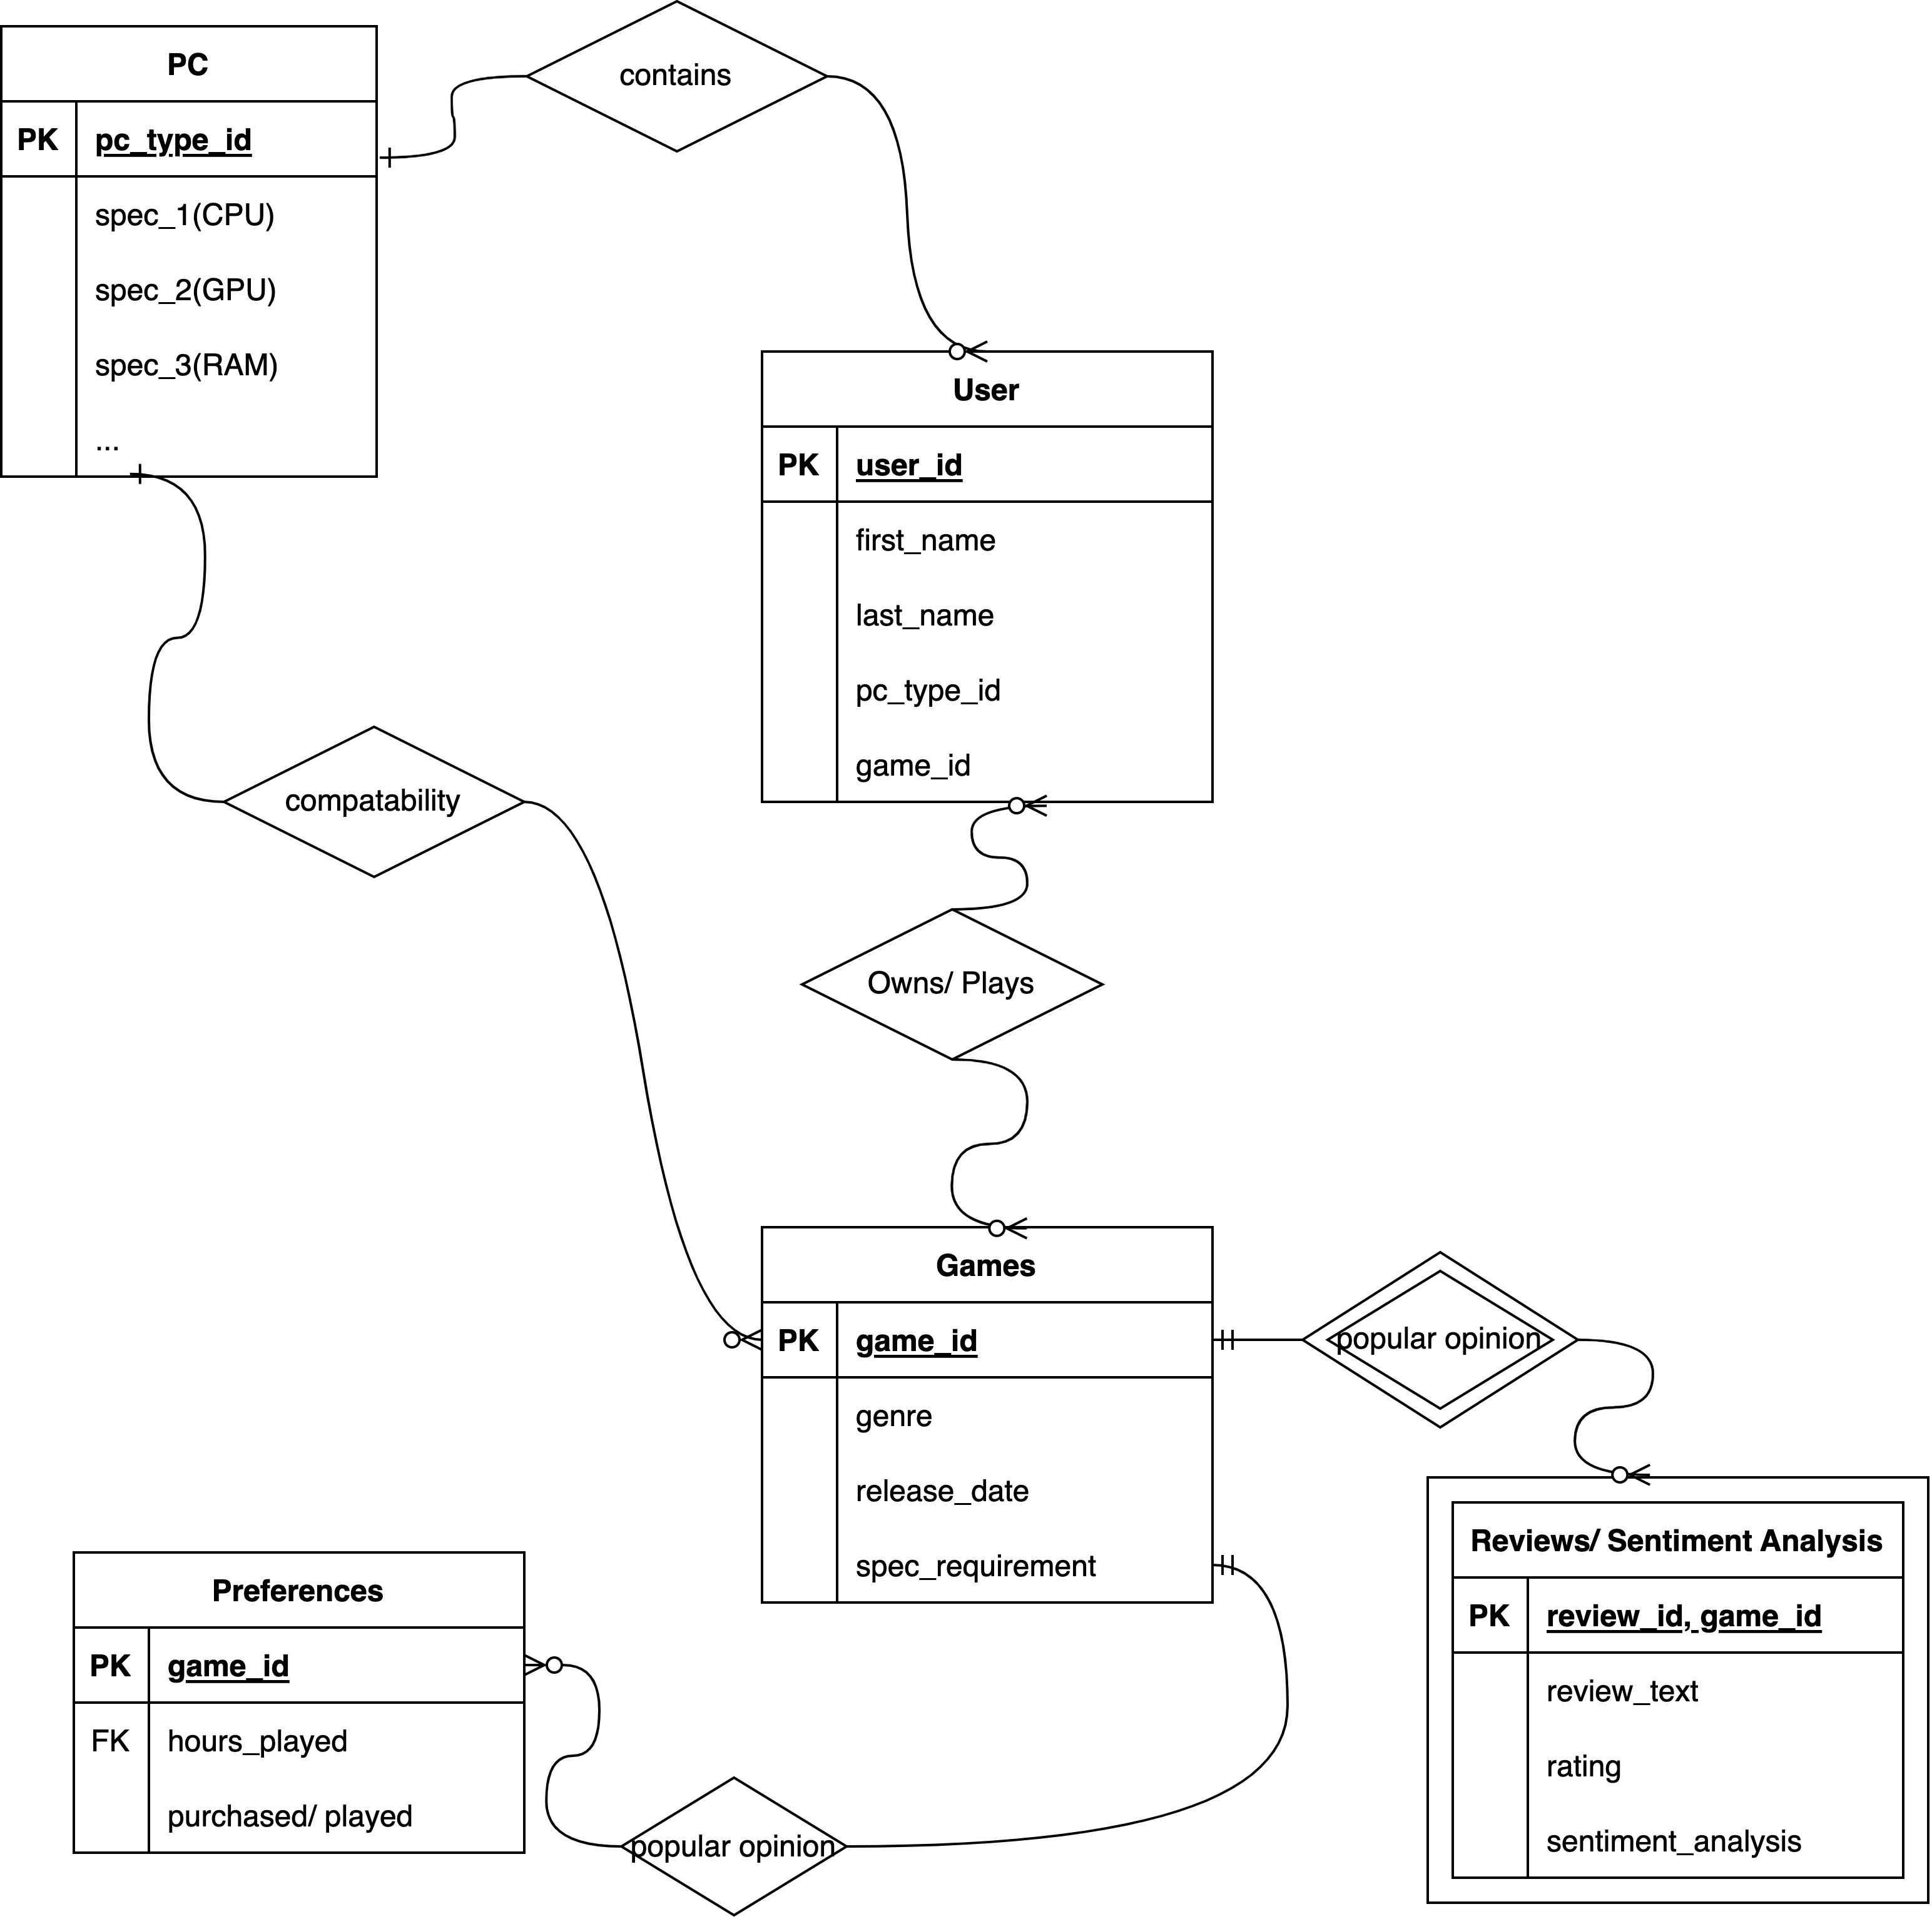 PC
PK pc_type_id
spec_1(CPU)
spec_2(GPU)
spec_3(RAM)
...
contains
User
PK user_id
first_name
last_name
pc_type_id
game_id
compatability
Owns/ Plays
Games
PK game_id
genre
release_date
spec_requirement
popular opinion
Reviews/ Sentiment Analysis
PK review_id, game_id
review_text
rating
sentiment_analysis
Preferences
PK game_id
FK hours_played
purchased/ played
popular opinion